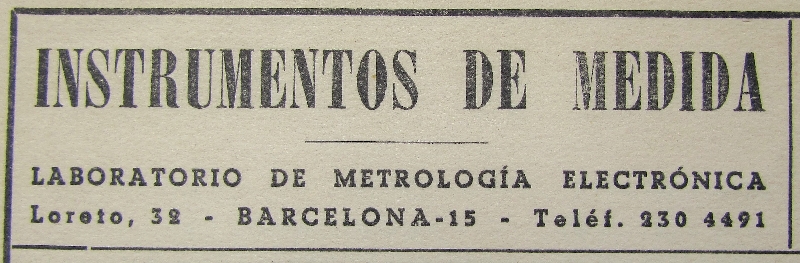 INSTRUMENTOS DE MEDIDA
LABORATORIO DE METROLOGÍA ELECTRÓNICA
Loreto, 32 - BARCELONA-15 - Teléf. 230 4491